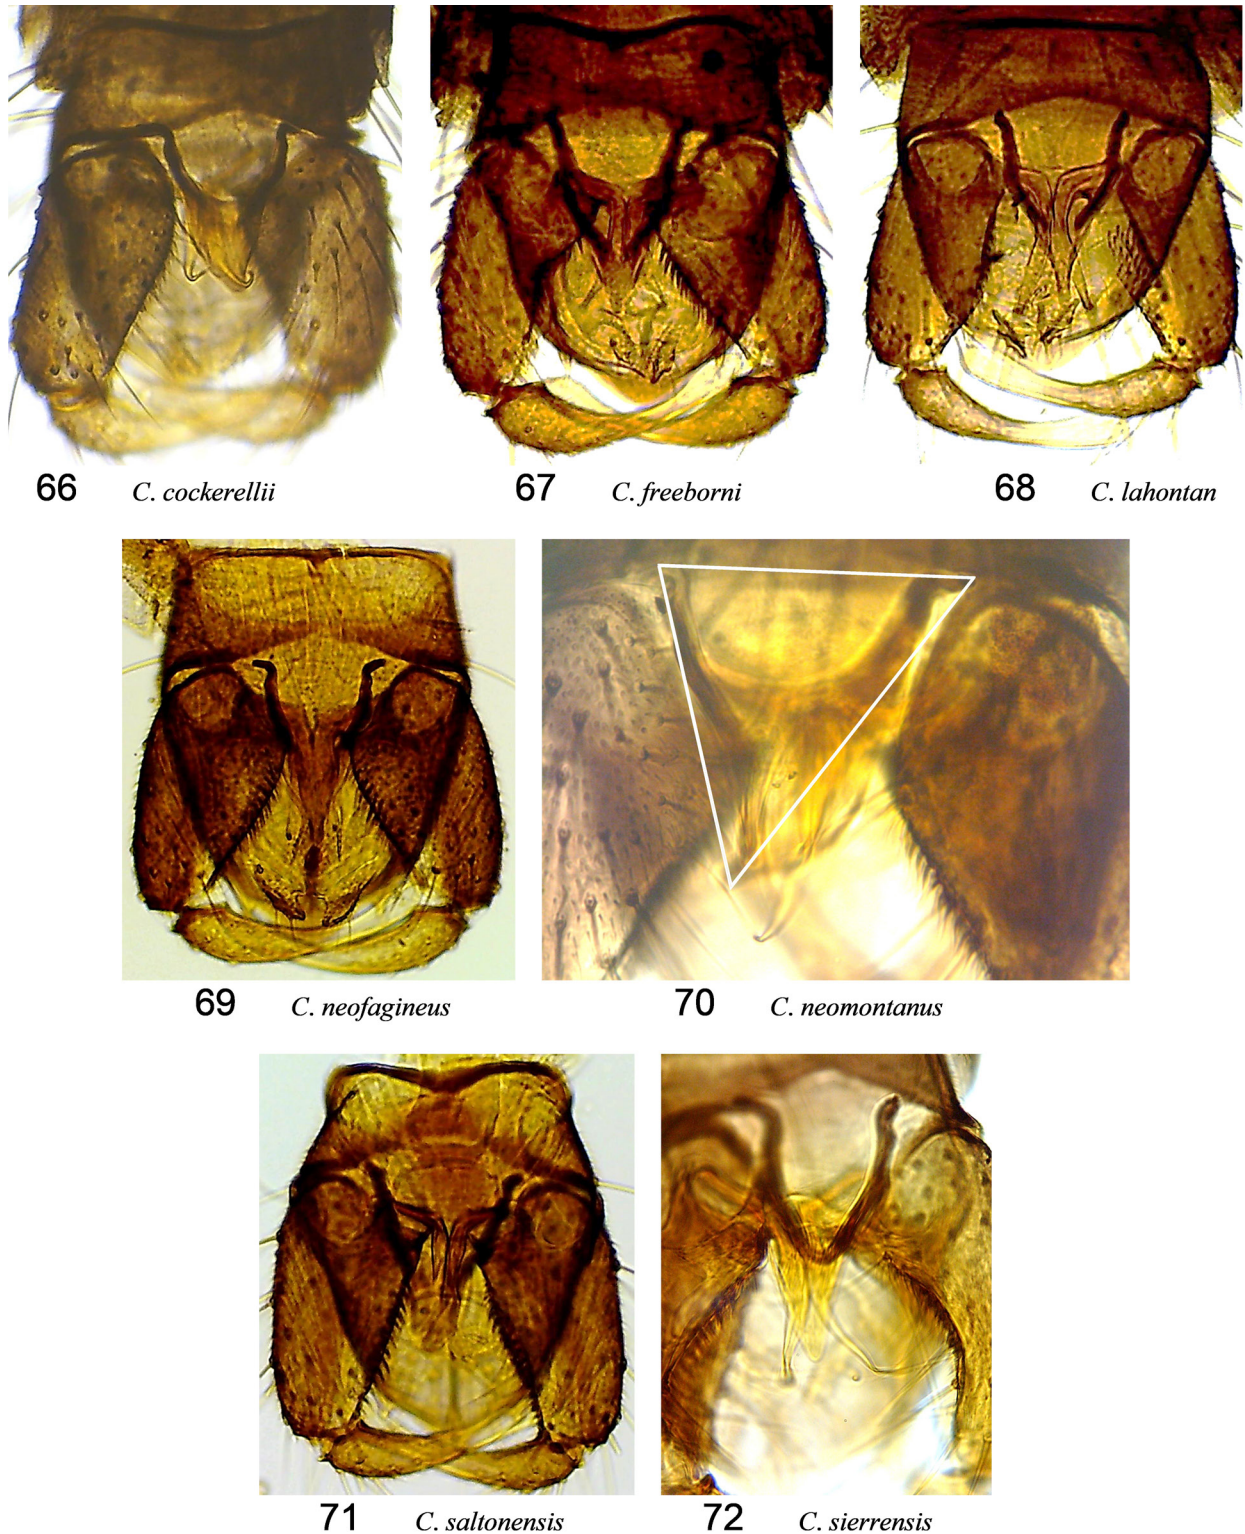 66 C. cockerellii 67 C. freeborni 68 C. lahontan
69 C. neofagineus 70 C. neomontanus
71 C. saltonensis 72 C. sierrensis